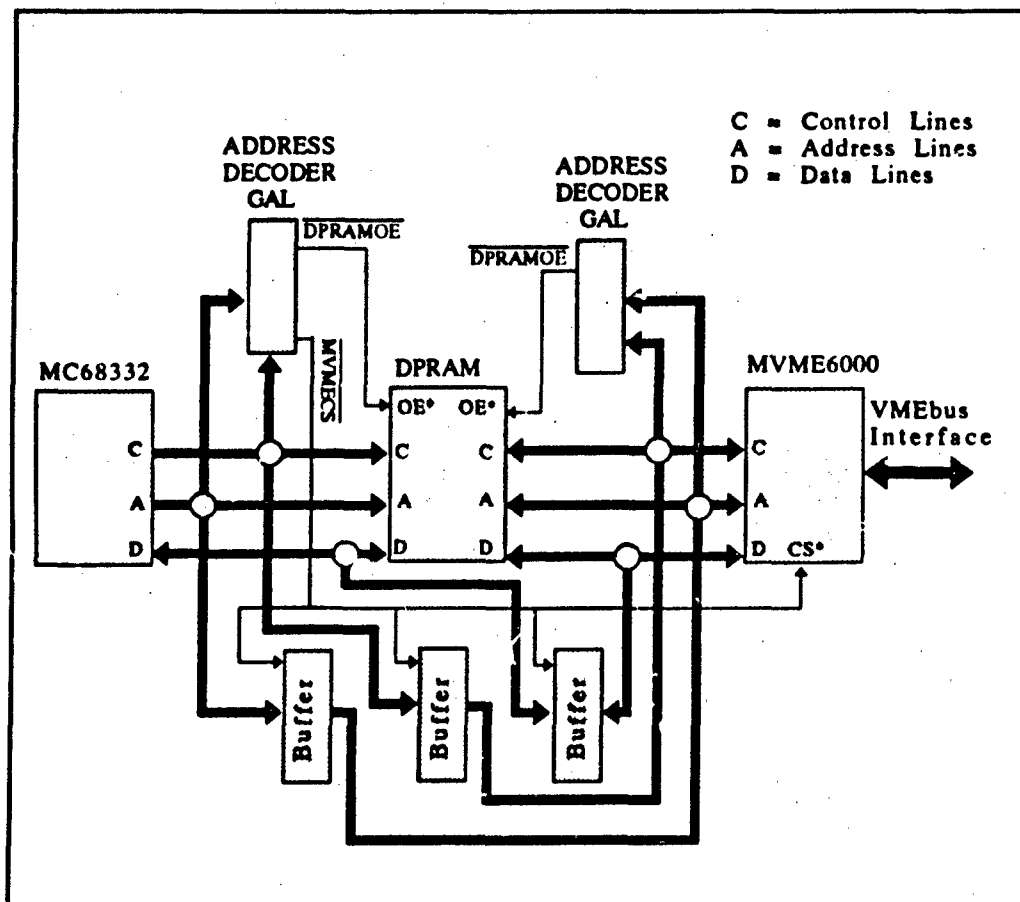 C = Control Lines
A = Address Lines
D = Data Lines
ADDRESS
DECODER
GAL
ADDRESS
DECODER
GAL
DPRAMOE
DPRAMOE
MVMECS
MC68332
DPRAM
MVME6000
OE* OE*
VMEbus
Interface
C
C
C
C
A
A
A
A
D
D
D
D
CS*
Buffer
Buffer
Buffer